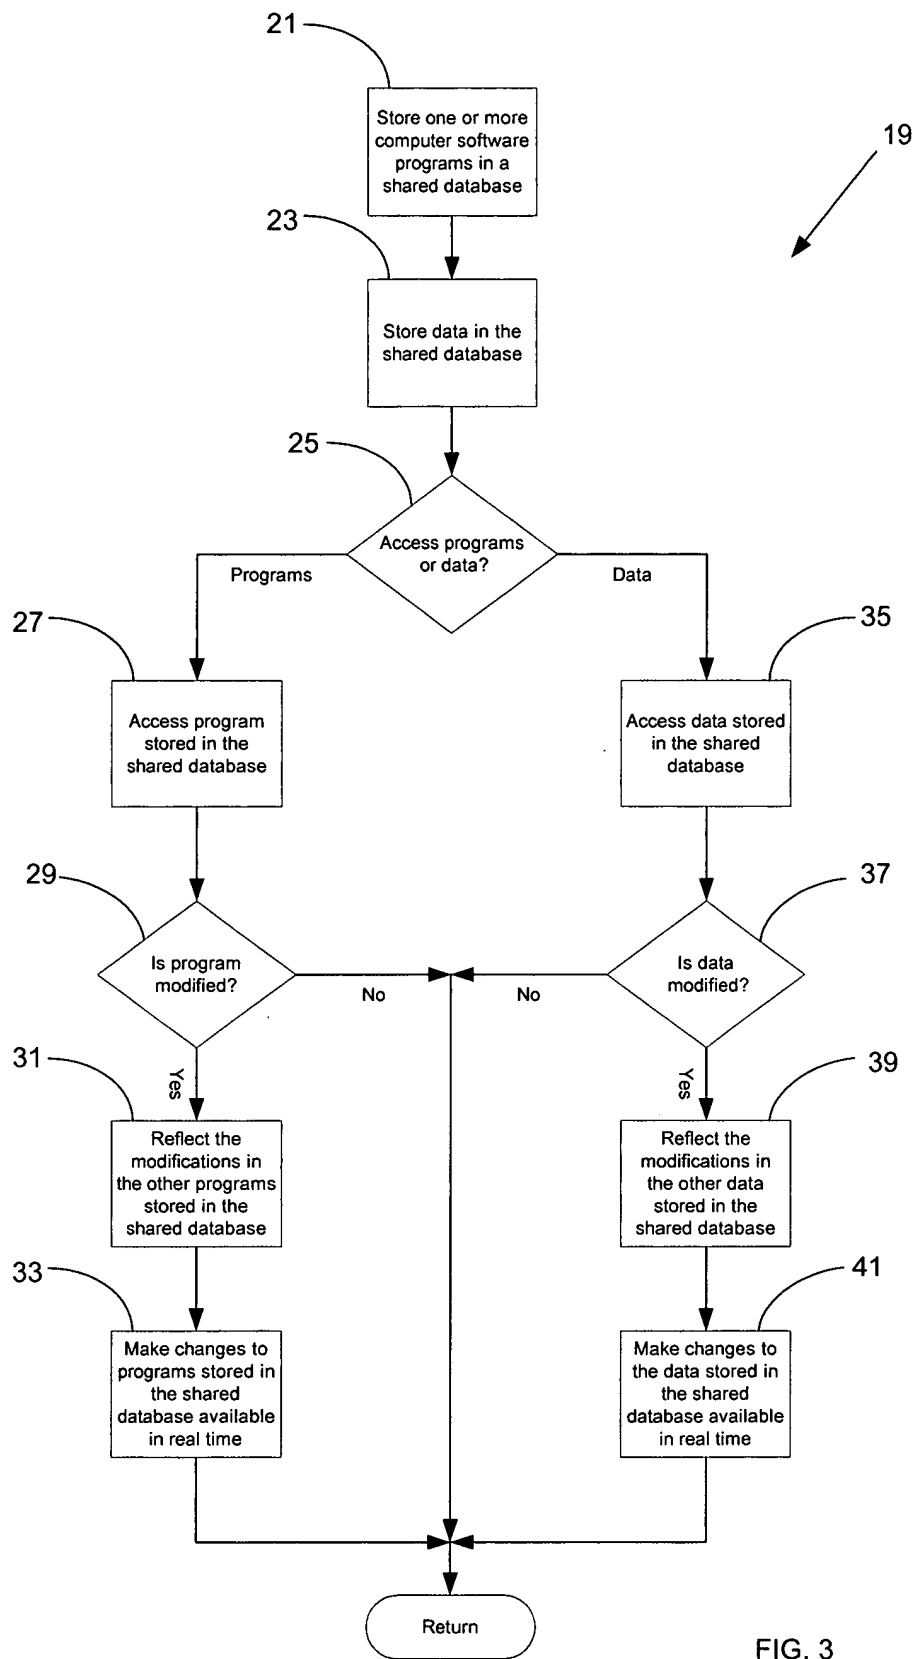 21
Store one or more
computer software
programs in a
shared database
19
23
Store data in the
shared database
25
Access programs
or data?
Programs
Data
27
35
Access program
stored in the
shared database
Access data stored
in the shared
database
29
37
Is program
modified?
No
No
Is data
modified?
31
Yes
Yes
39
Reflect the
modifications in
the other programs
stored in the
shared database
Reflect the
modifications in
the other data
stored in the
shared database
33
41
Make changes to
programs stored in
the shared
database available
in real time
Make changes to
the data stored in
the shared
database available
in real time
Return
FIG. 3